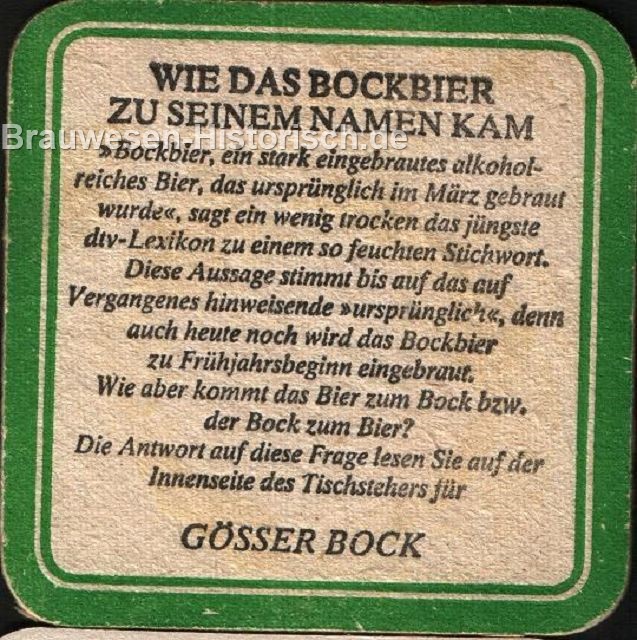 WIE DAS BOCKBIER
ZU SEINEM NAMEN KAM
Brauwesen-Historisch.de
»Bockbier, ein stark eingebrautes alkohol-
reiches Bier, das ursprünglich im März gebraut
wurde«, sagt ein wenig trocken das jüngste
dtv-Lexikon zu einem so feuchten Stichwort.
Diese Aussage stimmt bis auf das auf
Vergangenes hinweisende »ursprünglich«, denn
auch heute noch wird das Bockbier
zu Frühjahrsbeginn eingebraut.
Wie aber kommt das Bier zum Bock bzw.
der Bock zum Bier?
Die Antwort auf diese Frage lesen Sie auf der
Innenseite des Tischstehers für
GÖSSER BOCK